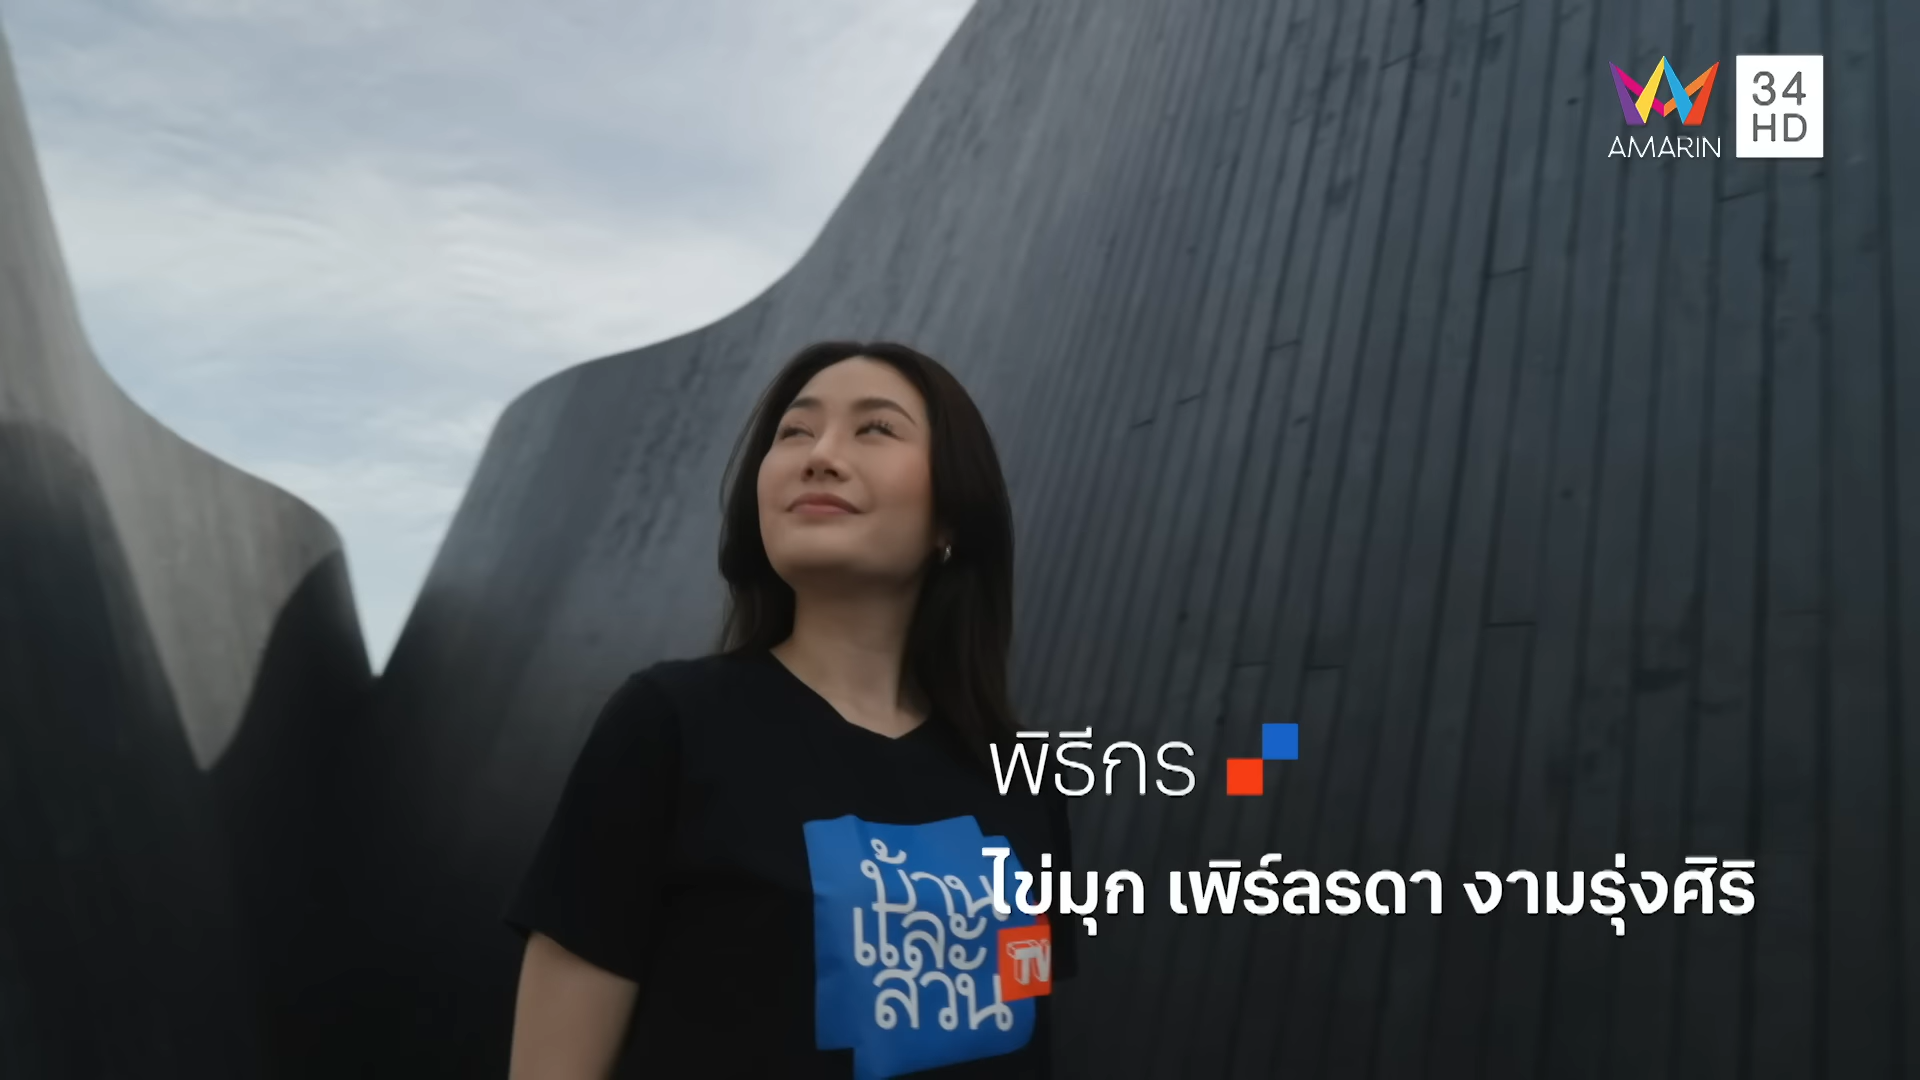 AMARIN
34
HD
พิธีกร
ไข่มุก เพิร์ลรดา งามรุ่งศิริ
บ้าน
และ
สวน
TV